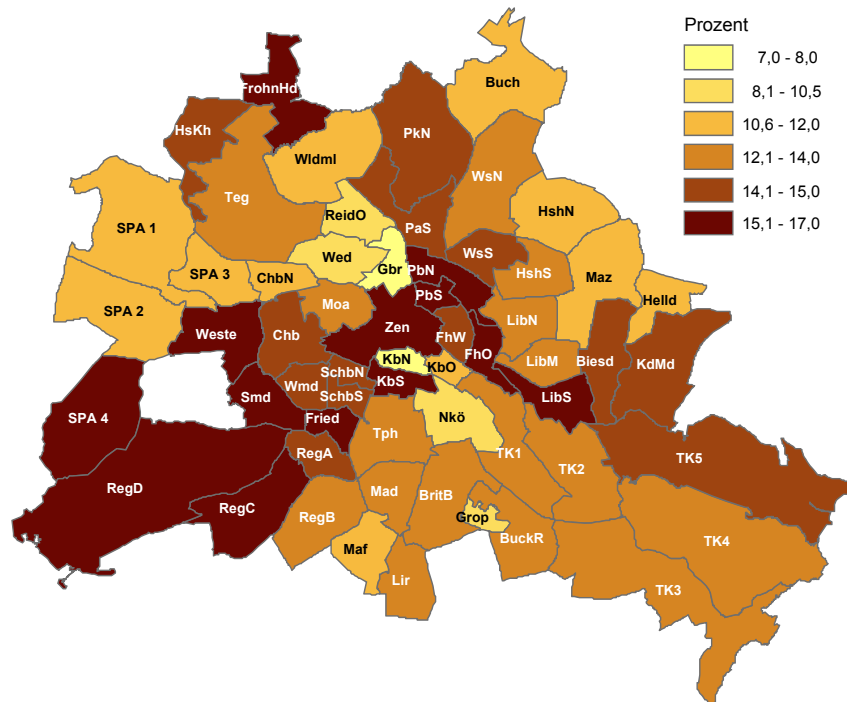 Prozent
7,0 - 8,0
8,1 - 10,5
10,6 - 12,0
12,1 - 14,0
14,1 - 15,0
15,1 - 17,0
FrohnHd
Buch
HsKh
PkN
Wldml
WsN
Teg
ReidO
HshN
SPA 1
PaS
WsS
Wed
SPA 3
Gbr
PbN
HshS
Maz
ChbN
PbS
Helld
Moa
SPA 2
LibN
Weste
Chb
Zen
FhW
FhO
KbN
LibM
Biesd
KdMd
SchbN
KbO
KbS
Wmd
Smd
SchbS
LibS
SPA 4
Fried
Nkö
Tph
RegA
TK1
TK5
TK2
RegD
Mad
BritB
RegC
RegB
Grop
BuckR
TK4
Maf
Lir
TK3